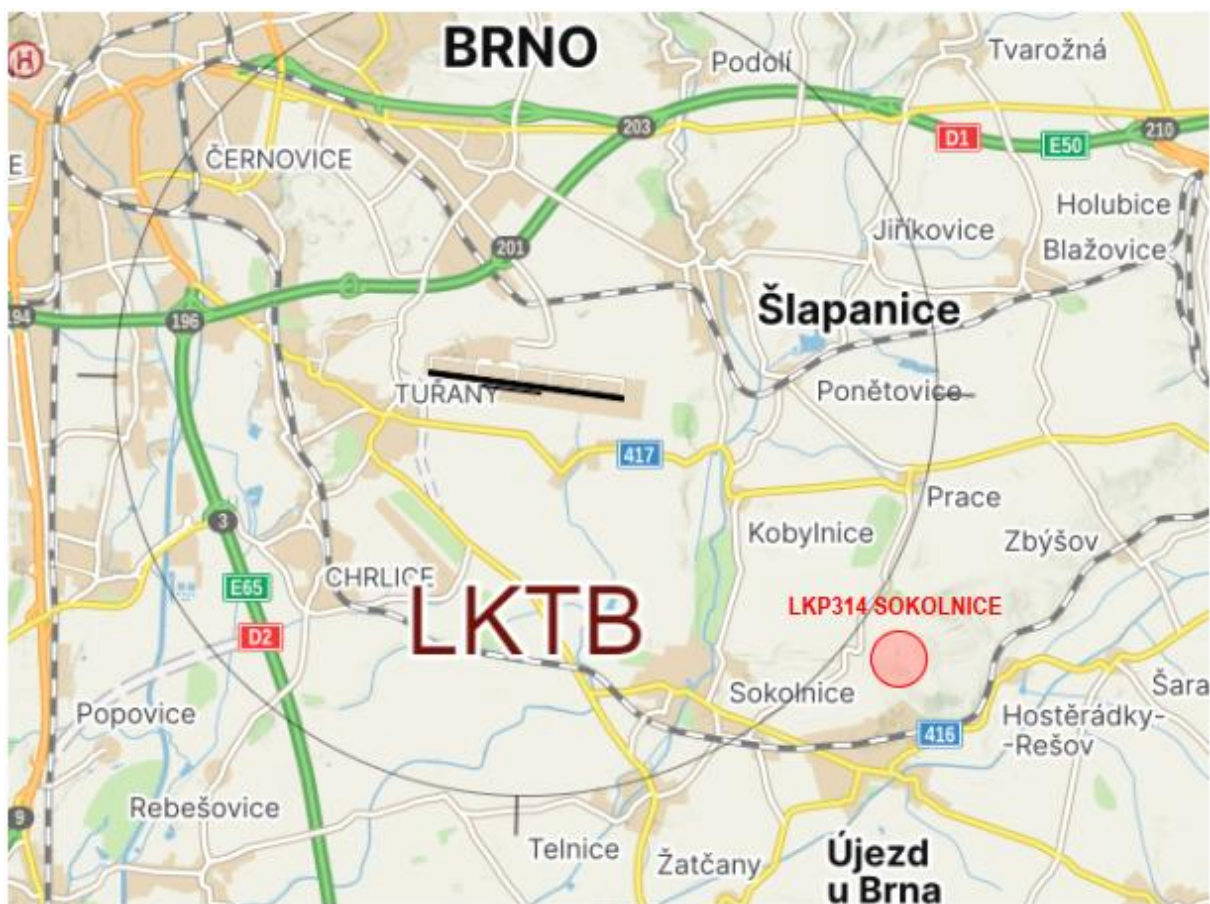 BRNO
Podolí
Tvarožná
H
203
D1
E50
210
E
ČERNOVICE
Holubice
Jiříkovice
201
Blažovice
194
196
Šlapanice
TUŘANY
Ponětovice
417
Prace
Kobylnice
Zbýšov
3
CHRLICE
E65
LKTB
LKP314 SOKOLNICE
D2
Sokolnice
Šara
Popovice
416
Hostěrádky-
-Rešov
Rebešovice
9
Telnice
Žatčany
Újezd
u Brna